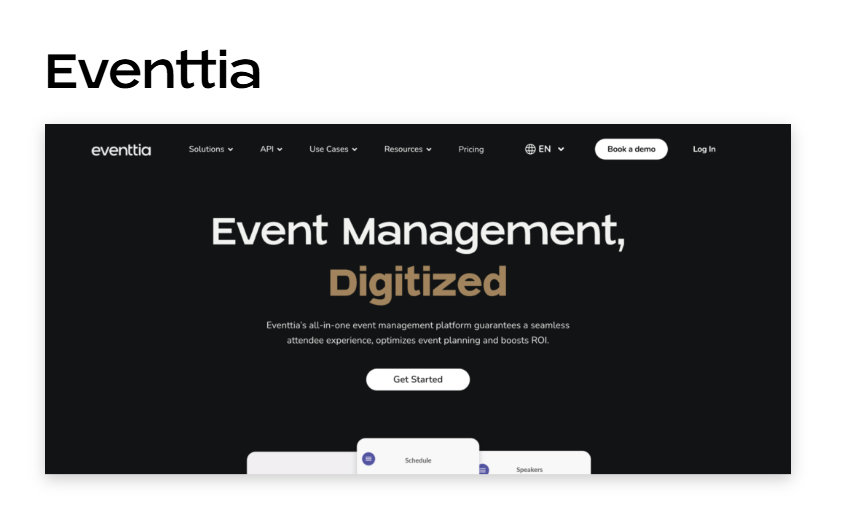 Eventtia
eventtia Solutions API Use Cases Resources Pricing EN Book a demo Log In
Event Management,
Digitized
Eventtia's all-in-one event management platform guarantees a seamless
attendee experience, optimizes event planning and boosts ROI.
Get Started
Schedule
Speakers